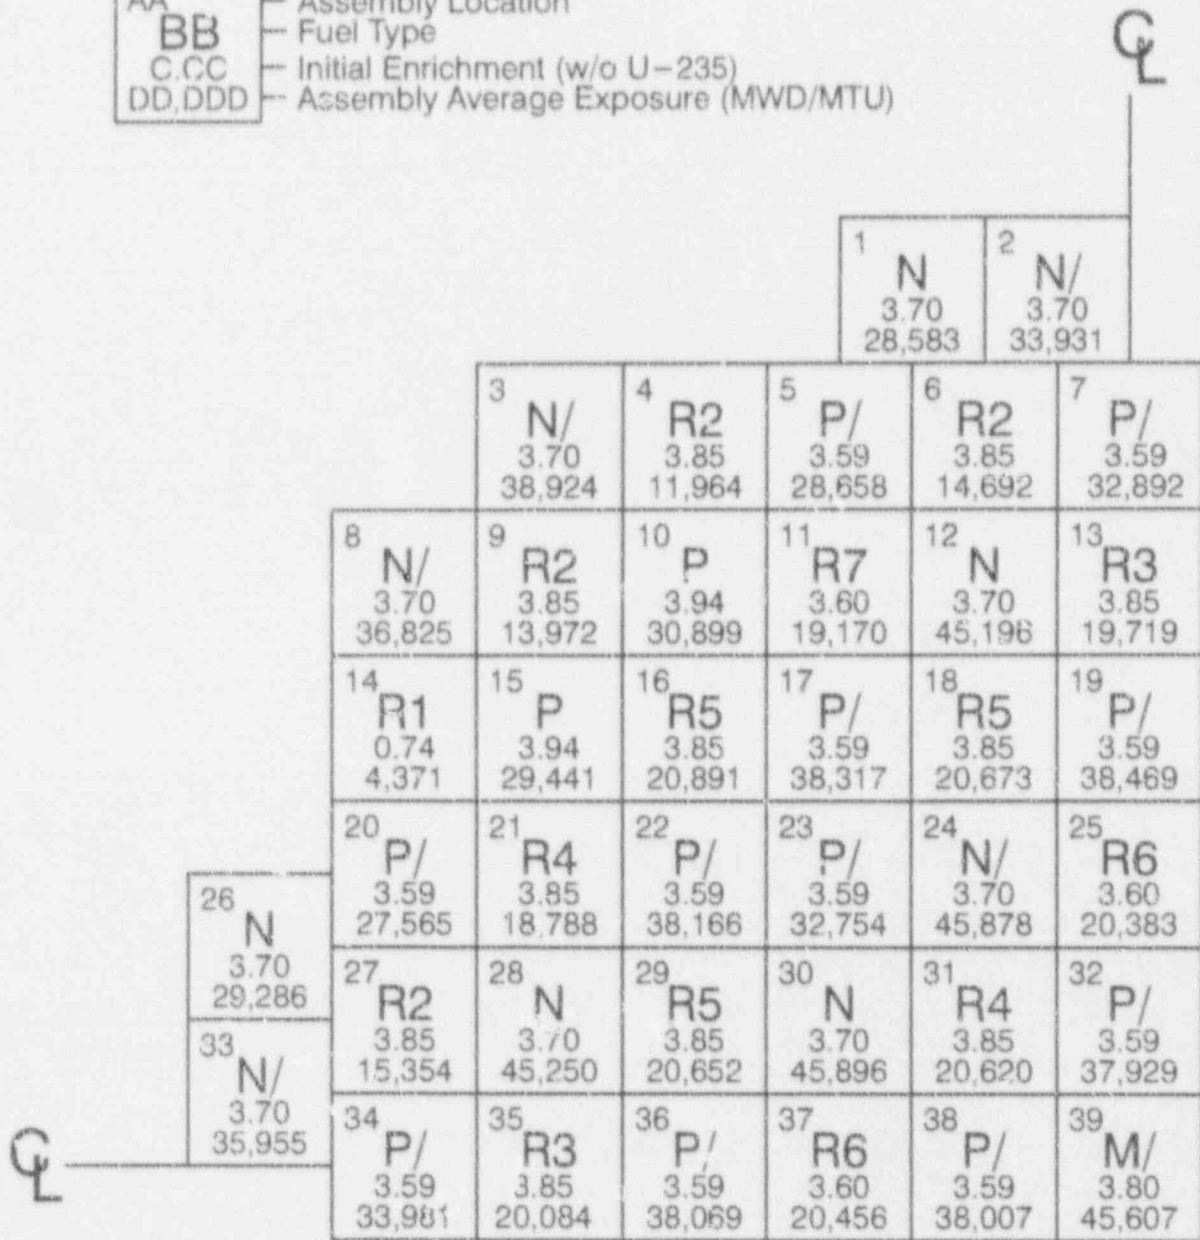 AA Assembly Location
BB Fuel Type
C.CC Initial Enrichment (w/o U-235)
DD,DDD Assembly Average Exposure (MWD/MTU)
CL
1 N 3.70 28,583
2 N/ 3.70 33,931
3 N/ 3.70 38,924
4 R2 3.85 11,964
5 P/ 3.59 28,658
6 R2 3.85 14,692
7 P/ 3.59 32,892
8 N/ 3.70 36,825
9 R2 3.85 13,972
10 P 3.94 30,899
11 R7 3.60 19,170
12 N 3.70 45,196
13 R3 3.85 19,719
14 R1 0.74 4,371
15 P 3.94 29,441
16 R5 3.85 20,891
17 P/ 3.59 38,317
18 R5 3.85 20,673
19 P/ 3.59 38,469
20 P/ 3.59 27,565
21 R4 3.85 18,788
22 P/ 3.59 38,166
23 P/ 3.59 32,754
24 N/ 3.70 45,878
25 R6 3.60 20,383
26 N 3.70 29,286
27 R2 3.85 15,354
28 N 3.70 45,250
29 R5 3.85 20,652
30 N 3.70 45,896
31 R4 3.85 20,620
32 P/ 3.59 37,929
33 N/ 3.70 35,955
34 P/ 3.59 33,981
35 R3 3.85 20,084
36 P/ 3.59 38,069
37 R6 3.60 20,456
38 P/ 3.59 38,007
39 M/ 3.80 45,607
CL